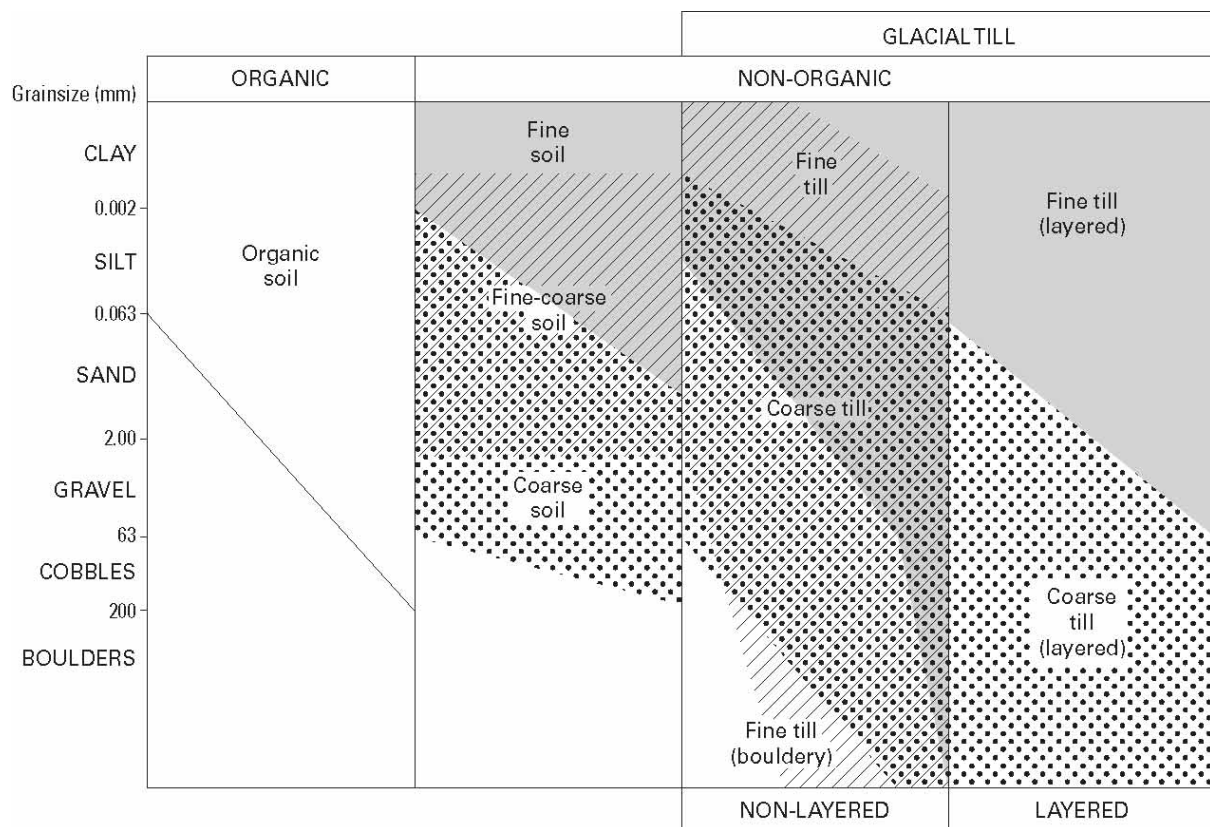 GLACIAL TILL
ORGANIC
NON-ORGANIC
Grainsize (mm)
CLAY
0.002
SILT
0.063
SAND
2.00
GRAVEL
63
COBBLES
200
BOULDERS
Organic
soil
Fine
soil
Fine-coarse
soil
Coarse
soil
Fine
till
Coarse till
Fine till
(bouldery)
Fine till
(layered)
Coarse
till
(layered)
NON-LAYERED
LAYERED